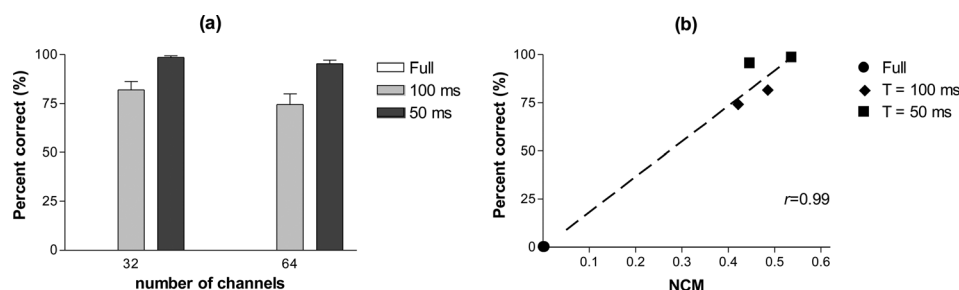 (a)
Percent correct (%)
100
75
50
25
0
32
64
number of channels
Full
100 ms
50 ms
(b)
Percent correct (%)
100
75
50
25
0
0.1
0.2
0.3
0.4
0.5
0.6
NCM
r=0.99
Full
T = 100 ms
T = 50 ms